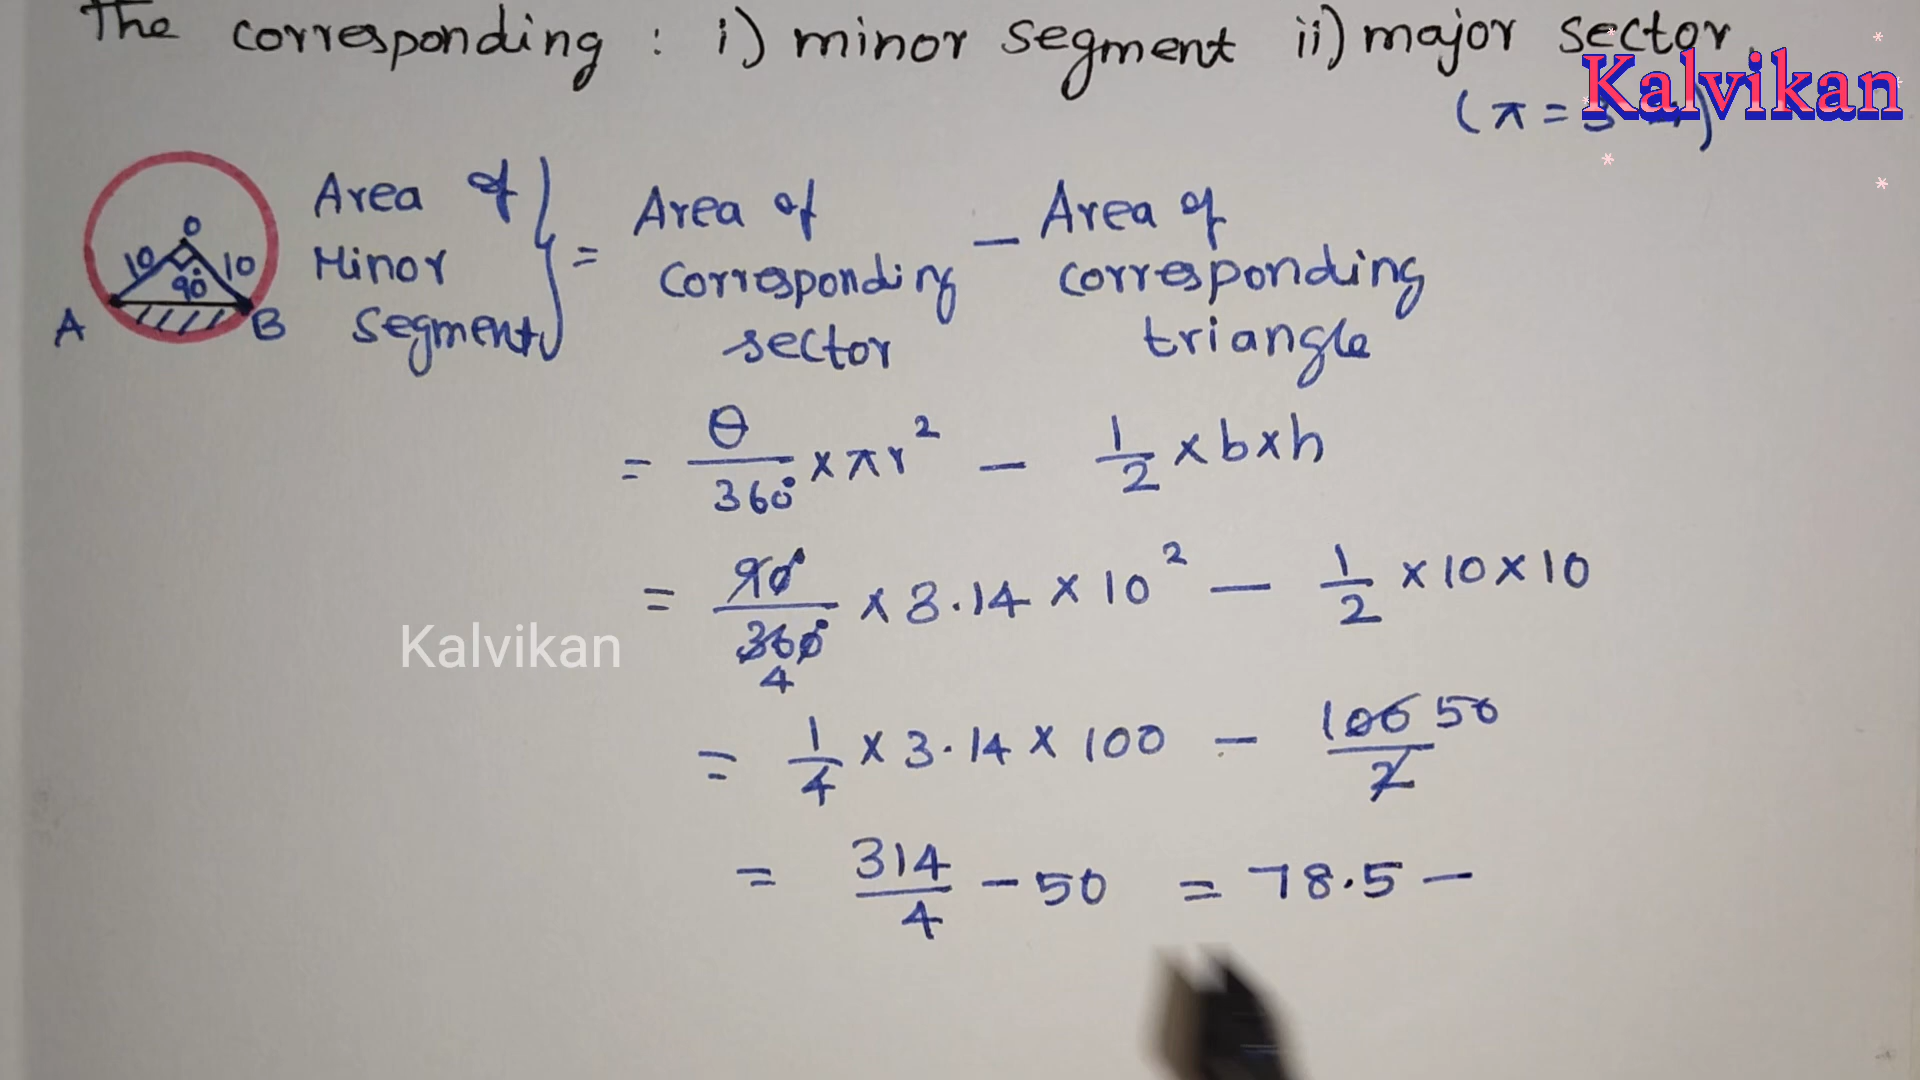 The corresponding : i) minor segment ii) major sector.
Kalvikan
(π = 3
Area of Minor Segment } = Area of corresponding sector − Area of corresponding triangle
O
10 10
90°
A B
= θ/360° × πr² − 1/2 × b × h
= 90°/360° × 3.14 × 10² − 1/2 × 10 × 10
4
Kalvikan
= 1/4 × 3.14 × 100 − 100/2 50
= 314/4 − 50 = 78.5 −